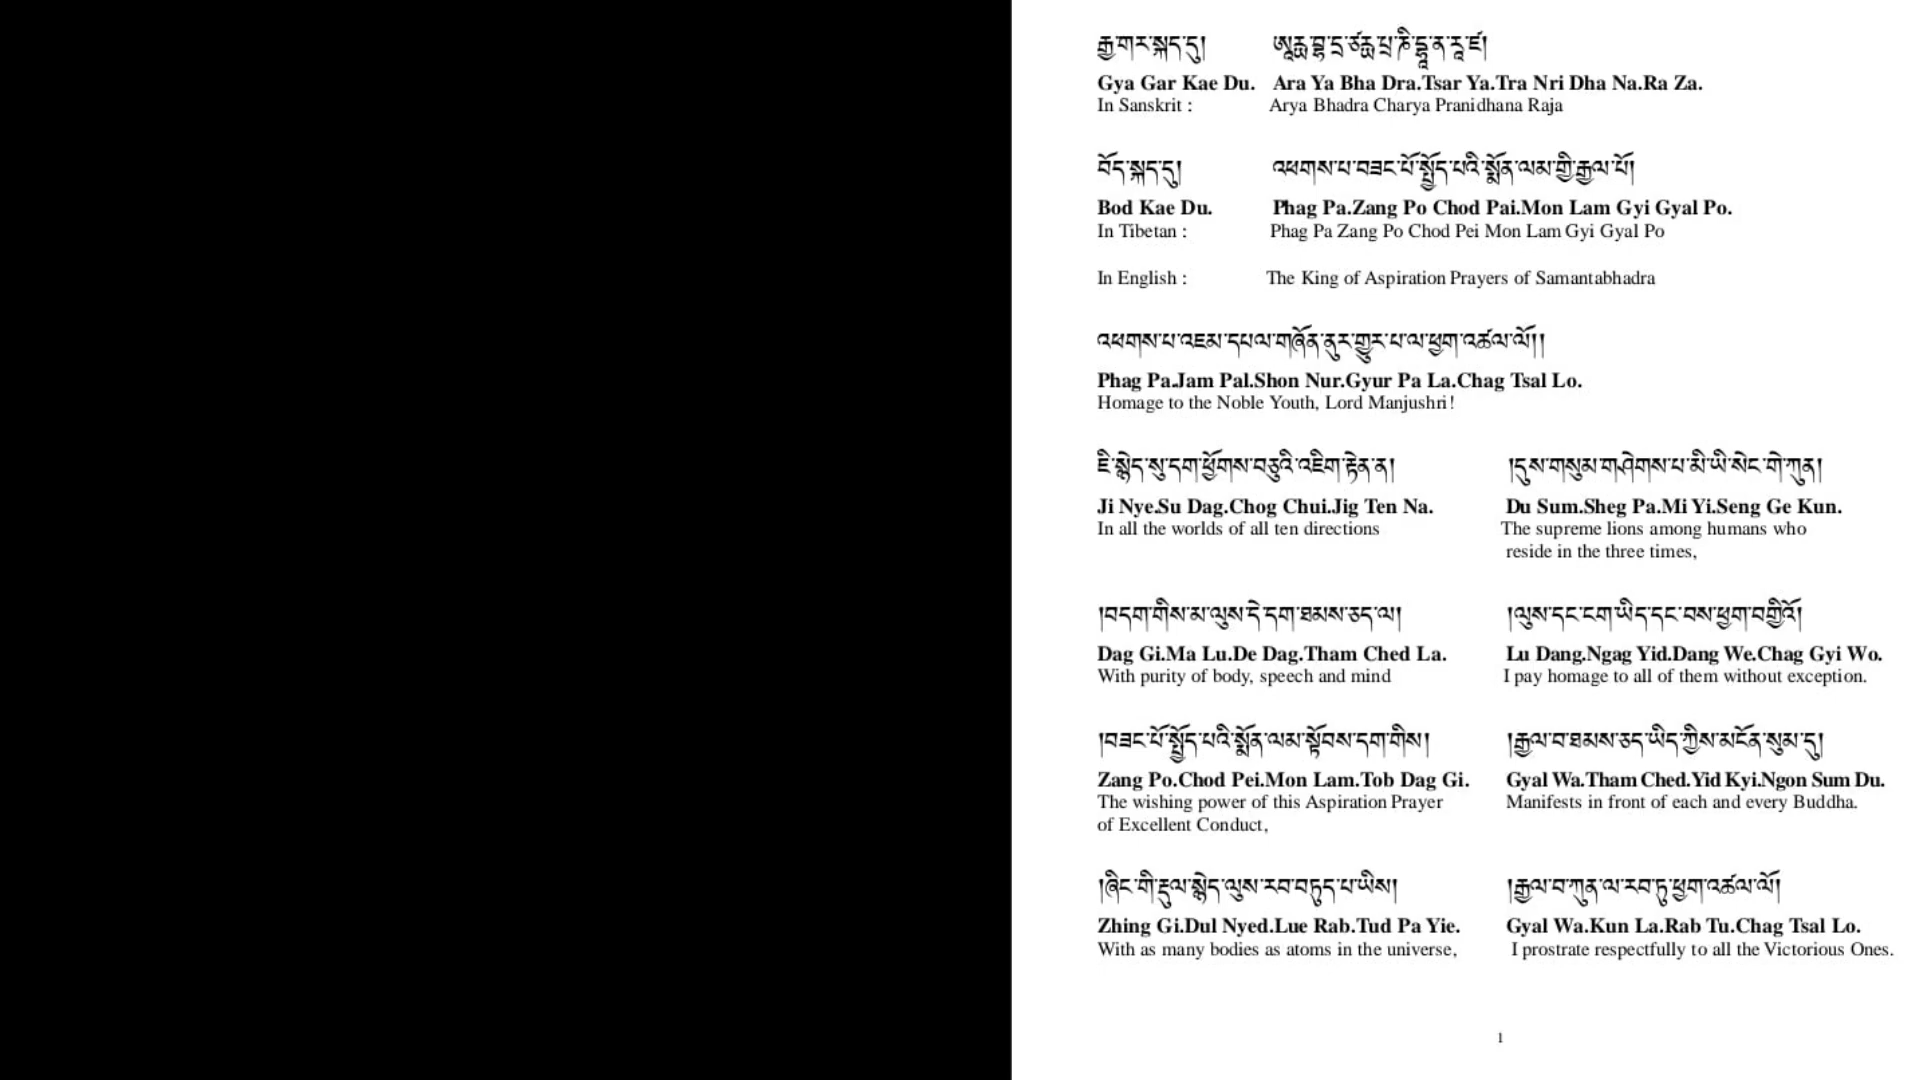 རྒྱ་གར་སྐད་དུ། ཨཱརྻ་བྷ་དྲ་ཙརྻ་པྲ་ཎི་དྷཱ་ན་རཱ་ཛ།
Gya Gar Kae Du. Ara Ya Bha Dra.Tsar Ya.Tra Nri Dha Na.Ra Za.
In Sanskrit : Arya Bhadra Charya Pranidhana Raja
བོད་སྐད་དུ། འཕགས་པ་བཟང་པོ་སྤྱོད་པའི་སྨོན་ལམ་གྱི་རྒྱལ་པོ།
Bod Kae Du. Phag Pa.Zang Po Chod Pai.Mon Lam Gyi Gyal Po.
In Tibetan : Phag Pa Zang Po Chod Pei Mon Lam Gyi Gyal Po
In English : The King of Aspiration Prayers of Samantabhadra
འཕགས་པ་འཇམ་དཔལ་གཞོན་ནུར་གྱུར་པ་ལ་ཕྱག་འཚལ་ལོ།།
Phag Pa.Jam Pal.Shon Nur.Gyur Pa La.Chag Tsal Lo.
Homage to the Noble Youth, Lord Manjushri !
ཇི་སྙེད་སུ་དག་ཕྱོགས་བཅུའི་འཇིག་རྟེན་ན། །དུས་གསུམ་གཤེགས་པ་མི་ཡི་སེང་གེ་ཀུན།
Ji Nye.Su Dag.Chog Chui.Jig Ten Na. Du Sum.Sheg Pa.Mi Yi.Seng Ge Kun.
In all the worlds of all ten directions The supreme lions among humans who
reside in the three times,
།བདག་གིས་མ་ལུས་དེ་དག་ཐམས་ཅད་ལ། །ལུས་དང་ངག་ཡིད་དང་བས་ཕྱག་བགྱིའོ།
Dag Gi.Ma Lu.De Dag.Tham Ched La. Lu Dang.Ngag Yid.Dang We.Chag Gyi Wo.
With purity of body, speech and mind I pay homage to all of them without exception.
།བཟང་པོ་སྤྱོད་པའི་སྨོན་ལམ་སྟོབས་དག་གིས། །རྒྱལ་བ་ཐམས་ཅད་ཡིད་ཀྱིས་མངོན་སུམ་དུ།
Zang Po.Chod Pei.Mon Lam.Tob Dag Gi. Gyal Wa.Tham Ched.Yid Kyi.Ngon Sum Du.
The wishing power of this Aspiration Prayer Manifests in front of each and every Buddha.
of Excellent Conduct,
།ཞིང་གི་རྡུལ་སྙེད་ལུས་རབ་བཏུད་པ་ཡིས། །རྒྱལ་བ་ཀུན་ལ་རབ་ཏུ་ཕྱག་འཚལ་ལོ།
Zhing Gi.Dul Nyed.Lue Rab.Tud Pa Yie. Gyal Wa.Kun La.Rab Tu.Chag Tsal Lo.
With as many bodies as atoms in the universe, I prostrate respectfully to all the Victorious Ones.
1